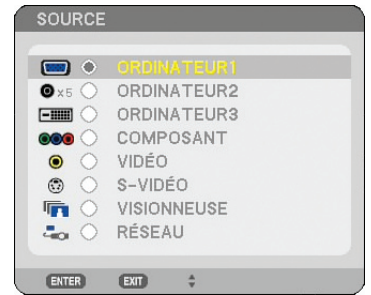 SOURCE
ORDINATEUR1
x5 ORDINATEUR2
ORDINATEUR3
COMPOSANT
VIDÉO
S-VIDÉO
VISIONNEUSE
RÉSEAU
ENTER EXIT